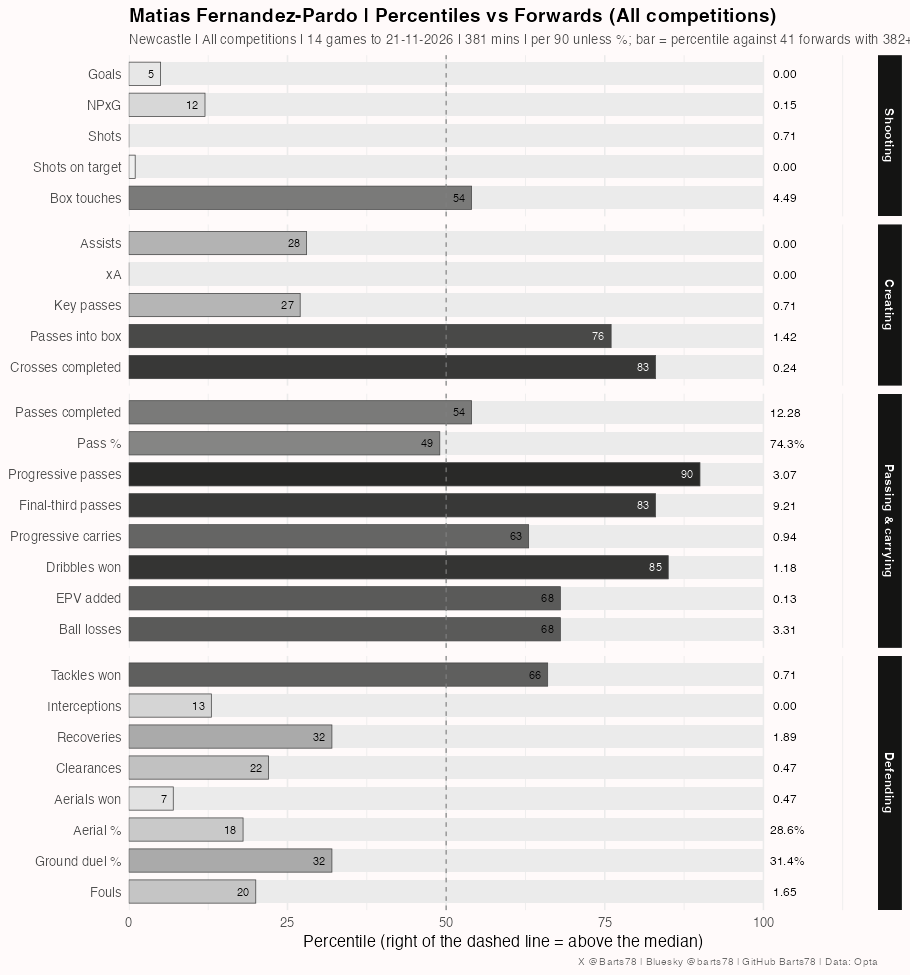 Matias Fernandez-Pardo | Percentiles vs Forwards (All competitions)
Newcastle | All competitions | 14 games to 21-11-2026 | 381 mins | per 90 unless %; bar = percentile against 41 forwards with 382+
Shooting
Goals 5 0.00
NPxG 12 0.15
Shots 0.71
Shots on target 0.00
Box touches 54 4.49
Creating
Assists 28 0.00
xA 0.00
Key passes 27 0.71
Passes into box 76 1.42
Crosses completed 83 0.24
Passing & carrying
Passes completed 54 12.28
Pass % 49 74.3%
Progressive passes 90 3.07
Final-third passes 83 9.21
Progressive carries 63 0.94
Dribbles won 85 1.18
EPV added 68 0.13
Ball losses 68 3.31
Defending
Tackles won 66 0.71
Interceptions 13 0.00
Recoveries 32 1.89
Clearances 22 0.47
Aerials won 7 0.47
Aerial % 18 28.6%
Ground duel % 32 31.4%
Fouls 20 1.65
0 25 50 75 100
Percentile (right of the dashed line = above the median)
X @Barts78 | Bluesky @barts78 | GitHub Barts78 | Data: Opta